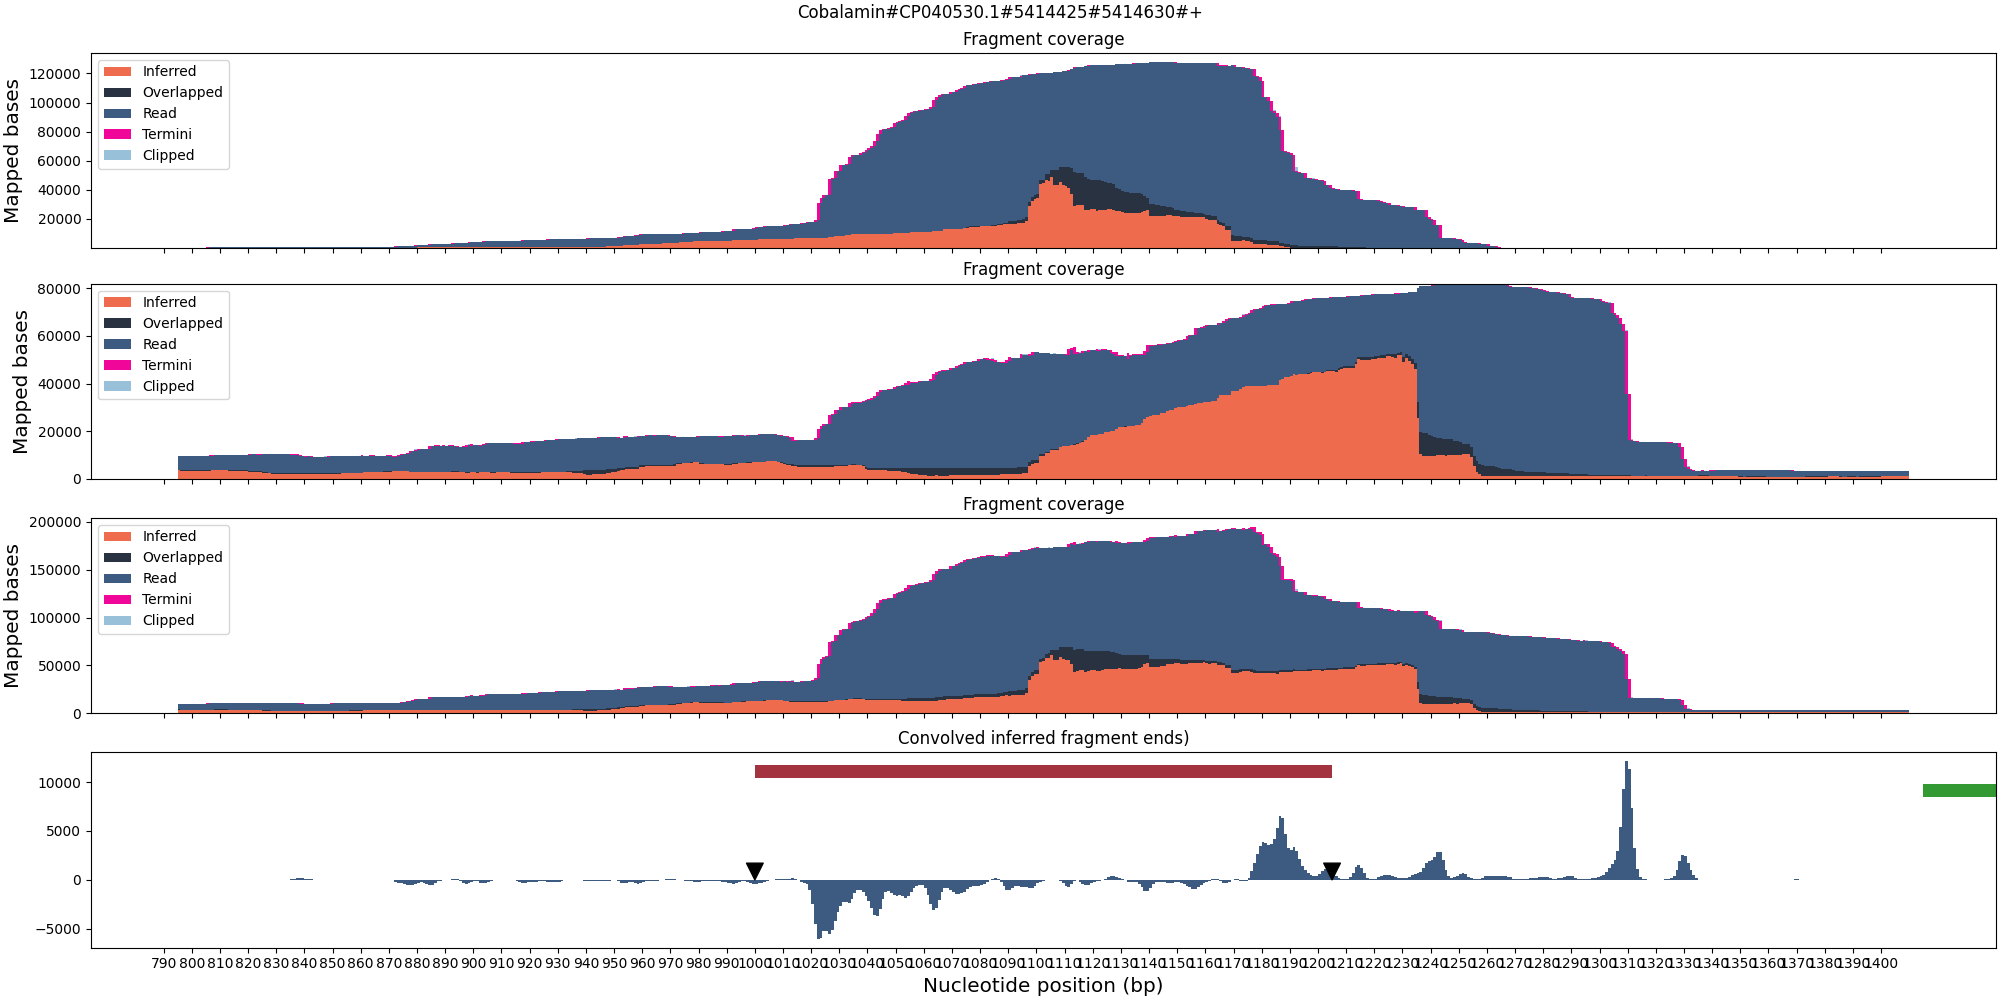 Cobalamin#CP040530.1#5414425#5414630#+
Fragment coverage
Mapped bases
120000
100000
80000
60000
40000
20000
Inferred
Overlapped
Read
Termini
Clipped
Fragment coverage
Mapped bases
80000
60000
40000
20000
0
Inferred
Overlapped
Read
Termini
Clipped
Fragment coverage
Mapped bases
200000
150000
100000
50000
0
Inferred
Overlapped
Read
Termini
Clipped
Convolved inferred fragment ends)
10000
5000
0
−5000
790 800 810 820 830 840 850 860 870 880 890 900 910 920 930 940 950 960 970 980 990 1000 1010 1020 1030 1040 1050 1060 1070 1080 1090 1100 1110 1120 1130 1140 1150 1160 1170 1180 1190 1200 1210 1220 1230 1240 1250 1260 1270 1280 1290 1300 1310 1320 1330 1340 1350 1360 1370 1380 1390 1400
Nucleotide position (bp)